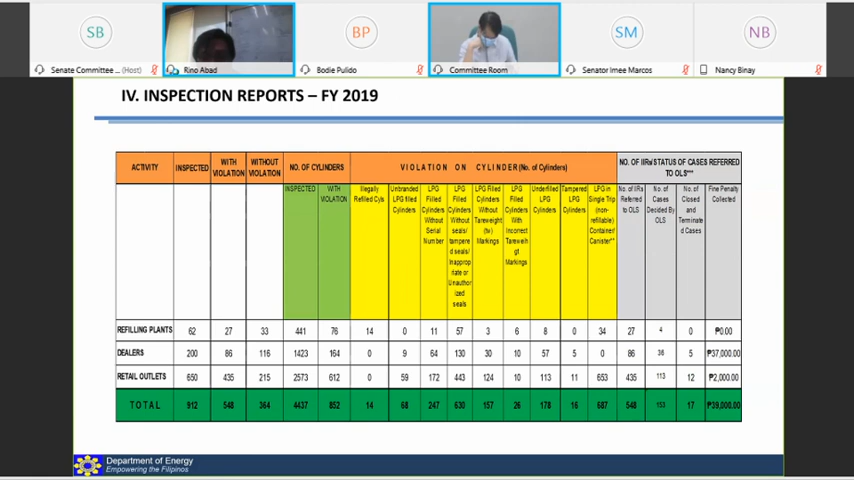 SB
BP
SM
NB
Senate Committee ... (Host)
Rino Abad
Bodie Pulido
Committee Room
Senator Imee Marcos
Nancy Binay
IV. INSPECTION REPORTS – FY 2019
ACTIVITY INSPECTED WITH VIOLATION WITHOUT VIOLATION NO. OF CYLINDERS VIOLATION ON CYLINDER(No. of Cylinders) NO. OF IIRs/STATUS OF CASES REFERRED TO OLS***
INSPECTED WITH VIOLATION Illegally Refilled Cyls Unbranded LPG filled Cylinders LPG Filled Cylinders Without Serial Number LPG Filled Cylinders Without seals/ tampered seals/ Inappropriate or Unauthorized seals LPG Filled Cylinders Without Tareweight (tw) Markings LPG Filled Cylinders With Incorrect Tareweight Markings Underfilled LPG Cylinders Tampered LPG Cylinders LPG in Single Trip (non-refillable) Container/ Canister** No. of IIRs Referred to OLS No. of Cases Decided By OLS No. of Closed and Terminated Cases Fine Penalty Collected
REFILLING PLANTS 62 27 33 441 76 14 0 11 57 3 6 8 0 34 27 4 0 ₱0.00
DEALERS 200 86 116 1423 164 0 9 64 130 30 10 57 5 0 86 36 5 ₱37,000.00
RETAIL OUTLETS 650 435 215 2573 612 0 59 172 443 124 10 113 11 653 435 113 12 ₱2,000.00
TOTAL 912 548 364 4437 852 14 68 247 630 157 26 178 16 687 548 153 17 ₱39,000.00
Department of Energy
Empowering the Filipinos